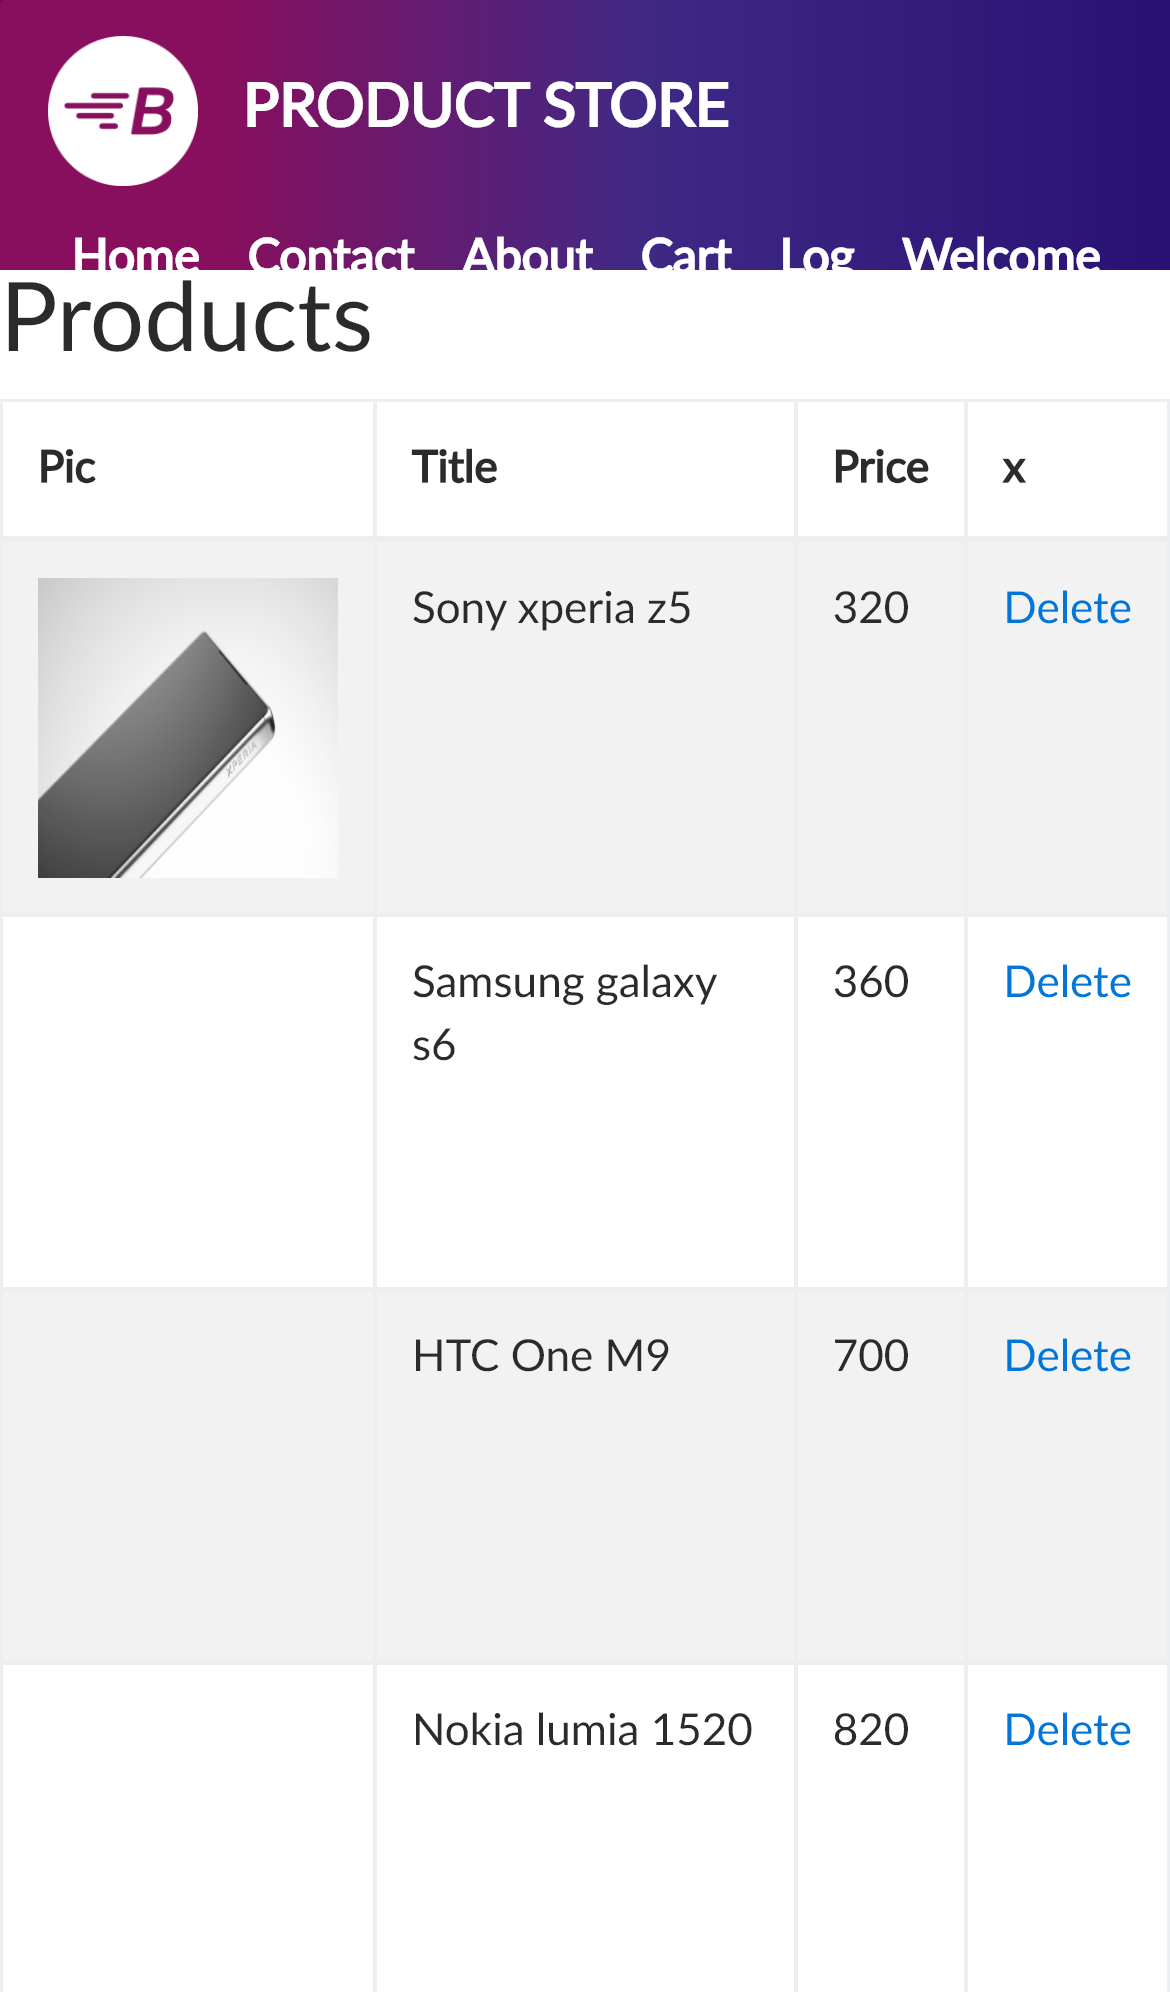 B
PRODUCT STORE
Home Contact About Cart Log Welcome
Products
Pic Title Price x
Sony xperia z5 320 Delete
XPERIA
Samsung galaxy 360 Delete
s6
HTC One M9 700 Delete
Nokia lumia 1520 820 Delete